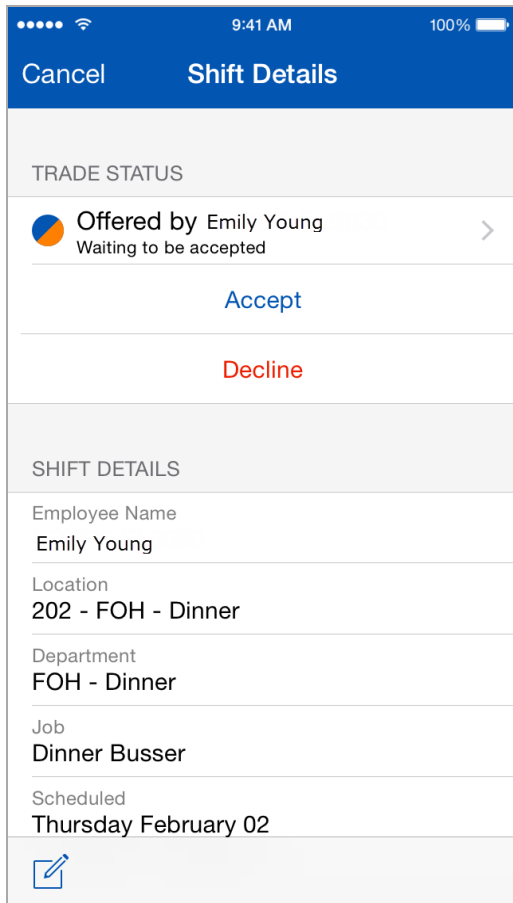 9:41 AM
100%
Cancel
Shift Details
TRADE STATUS
Offered by Emily Young
Waiting to be accepted
Accept
Decline
SHIFT DETAILS
Employee Name
Emily Young
Location
202 - FOH - Dinner
Department
FOH - Dinner
Job
Dinner Busser
Scheduled
Thursday February 02